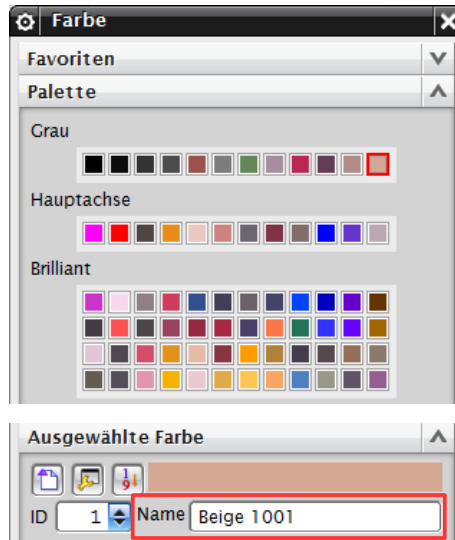 Farbe
Favoriten
Palette
Grau
Hauptachse
Brilliant
Ausgewählte Farbe
ID 1 Name Beige 1001